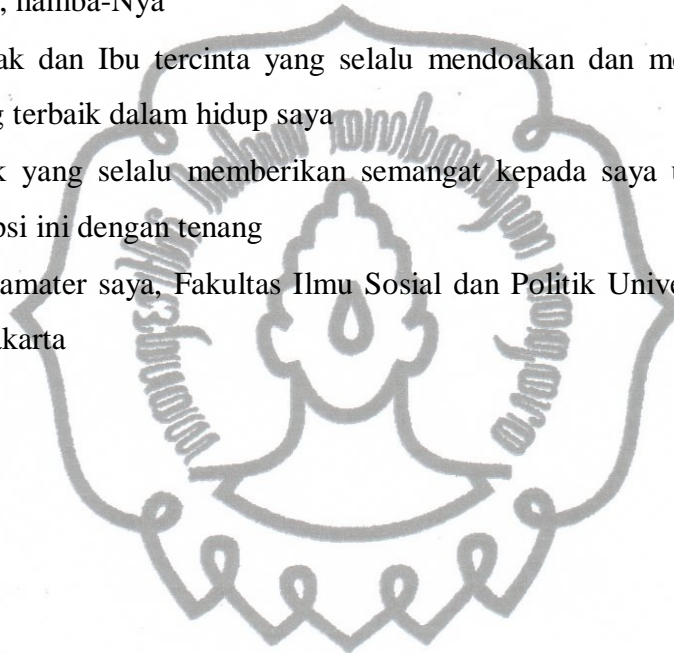 , hamba-Nya
ak dan Ibu tercinta yang selalu mendoakan dan me
g terbaik dalam hidup saya
k yang selalu memberikan semangat kepada saya u
psi ini dengan tenang
amater saya, Fakultas Ilmu Sosial dan Politik Unive
akarta